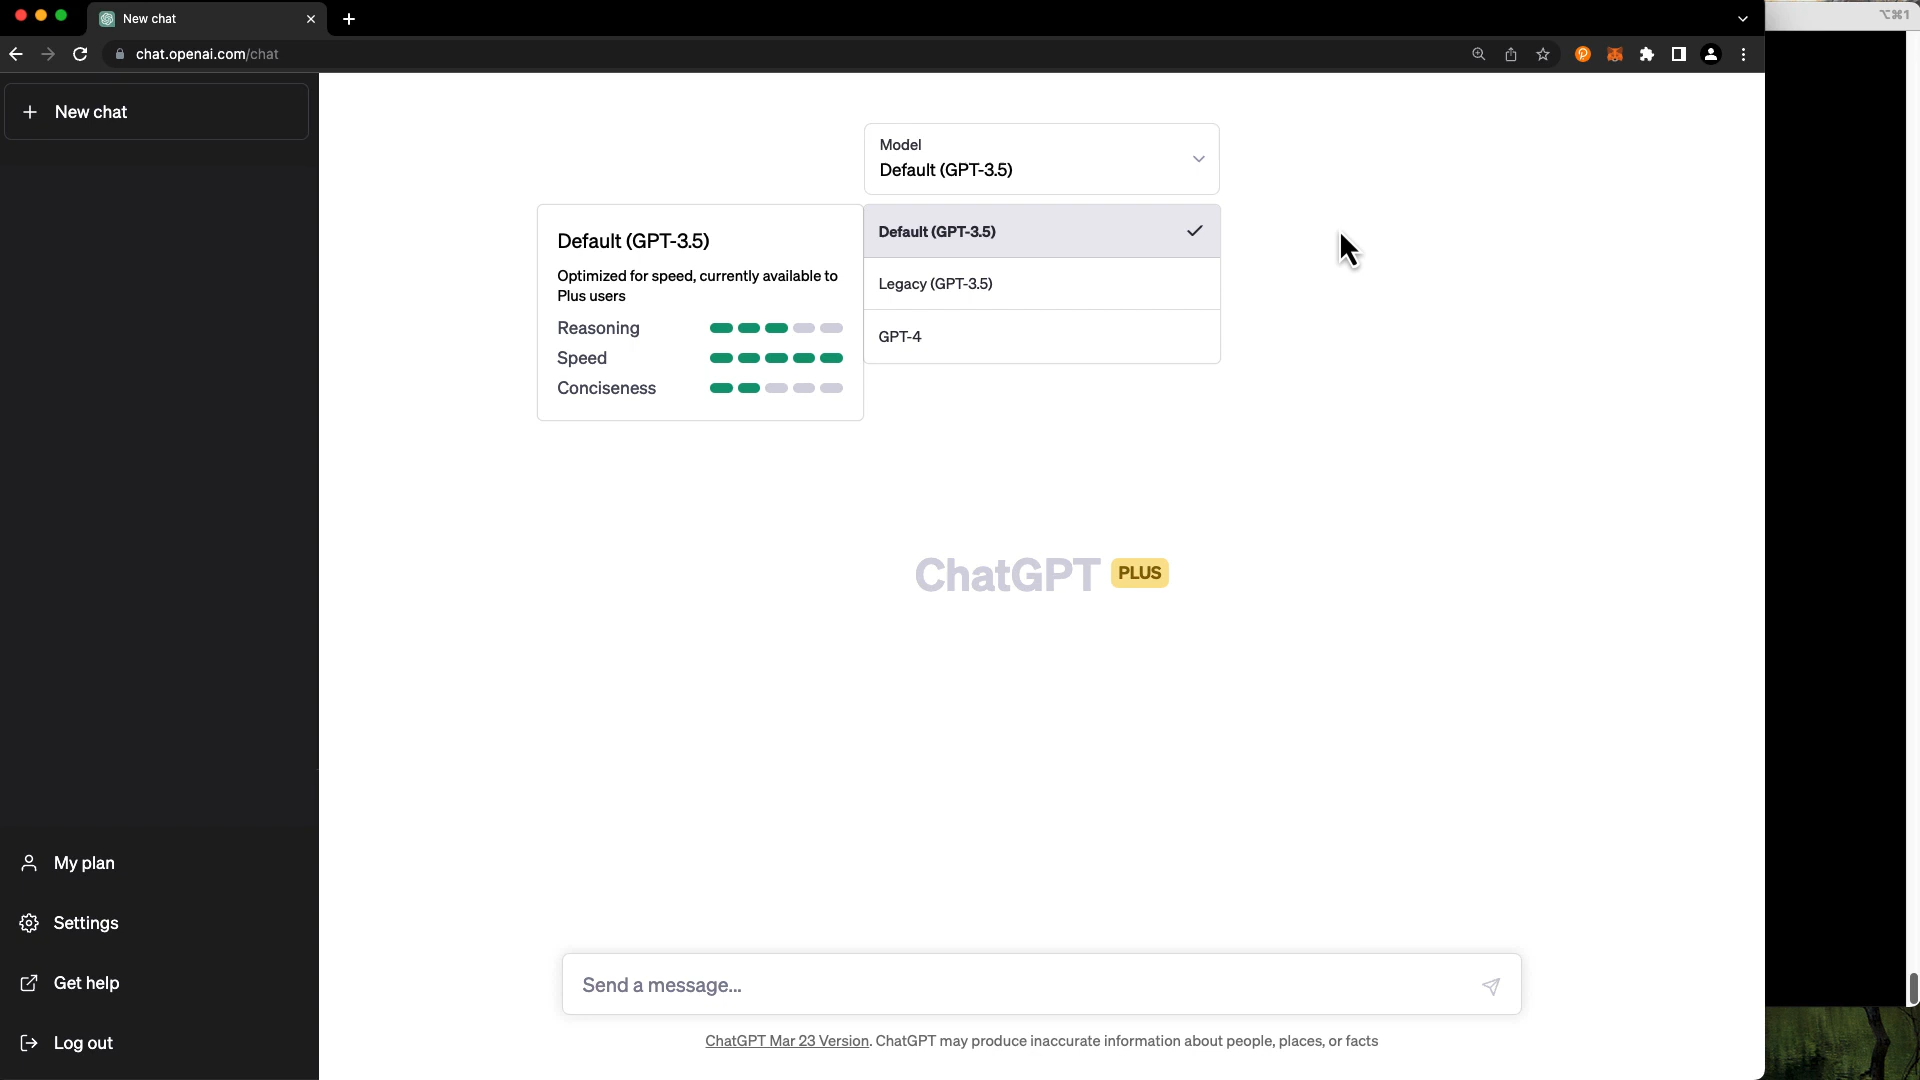 New chat
⌥⌘1
chat.openai.com/chat
New chat
Model
Default (GPT-3.5)
Default (GPT-3.5)
Optimized for speed, currently available to
Plus users
Reasoning
Speed
Conciseness
Default (GPT-3.5)
Legacy (GPT-3.5)
GPT-4
ChatGPT PLUS
My plan
Settings
Get help
Log out
Send a message...
ChatGPT Mar 23 Version. ChatGPT may produce inaccurate information about people, places, or facts